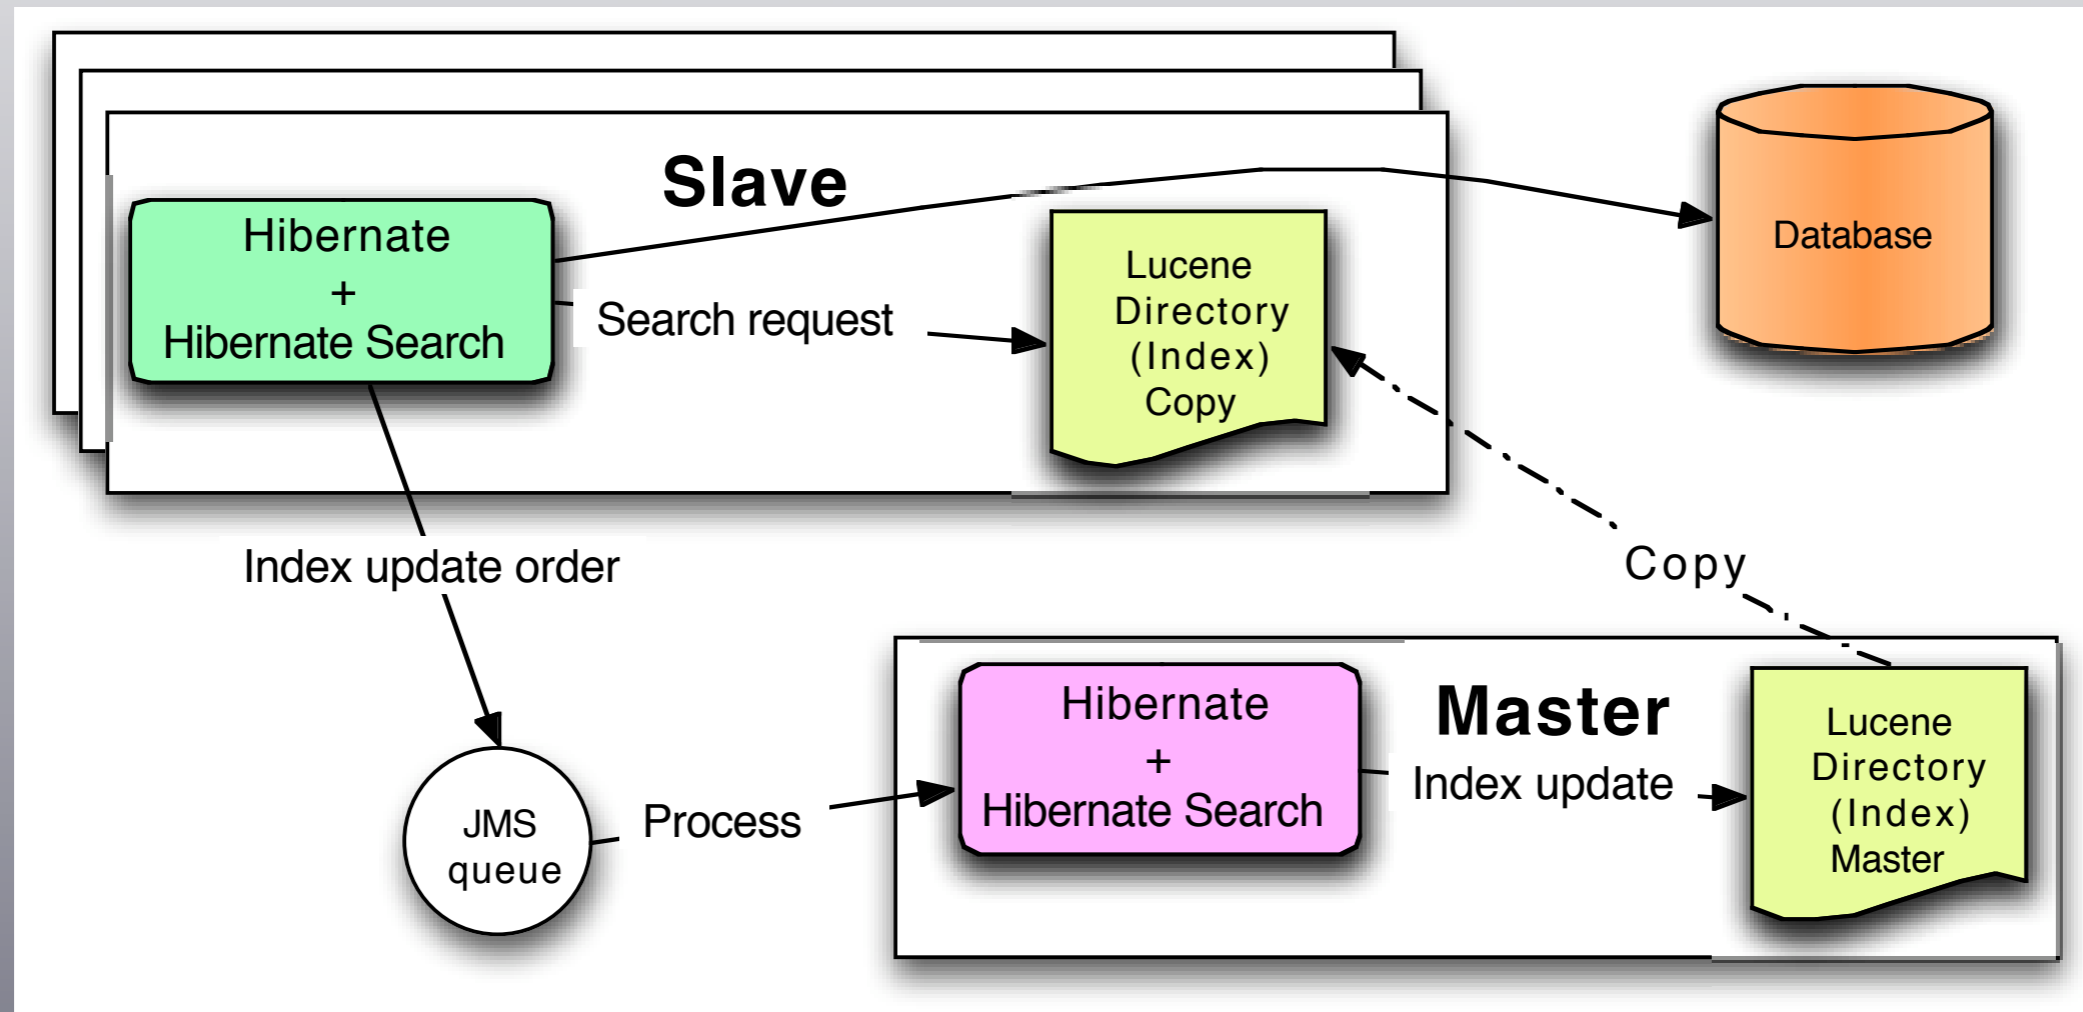 Slave
Hibernate
+
Hibernate Search
Search request
Lucene
Directory
(Index)
Copy
Database
Index update order
Copy
JMS
queue
Process
Hibernate
+
Hibernate Search
Master
Index update
Lucene
Directory
(Index)
Master